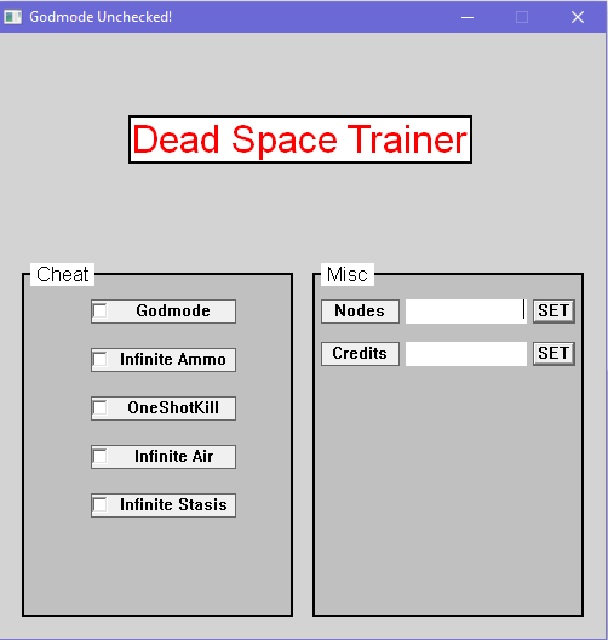 Godmode Unchecked!
Dead Space Trainer
Cheat
Godmode
Infinite Ammo
OneShotKill
Infinite Air
Infinite Stasis
Misc
Nodes SET
Credits SET